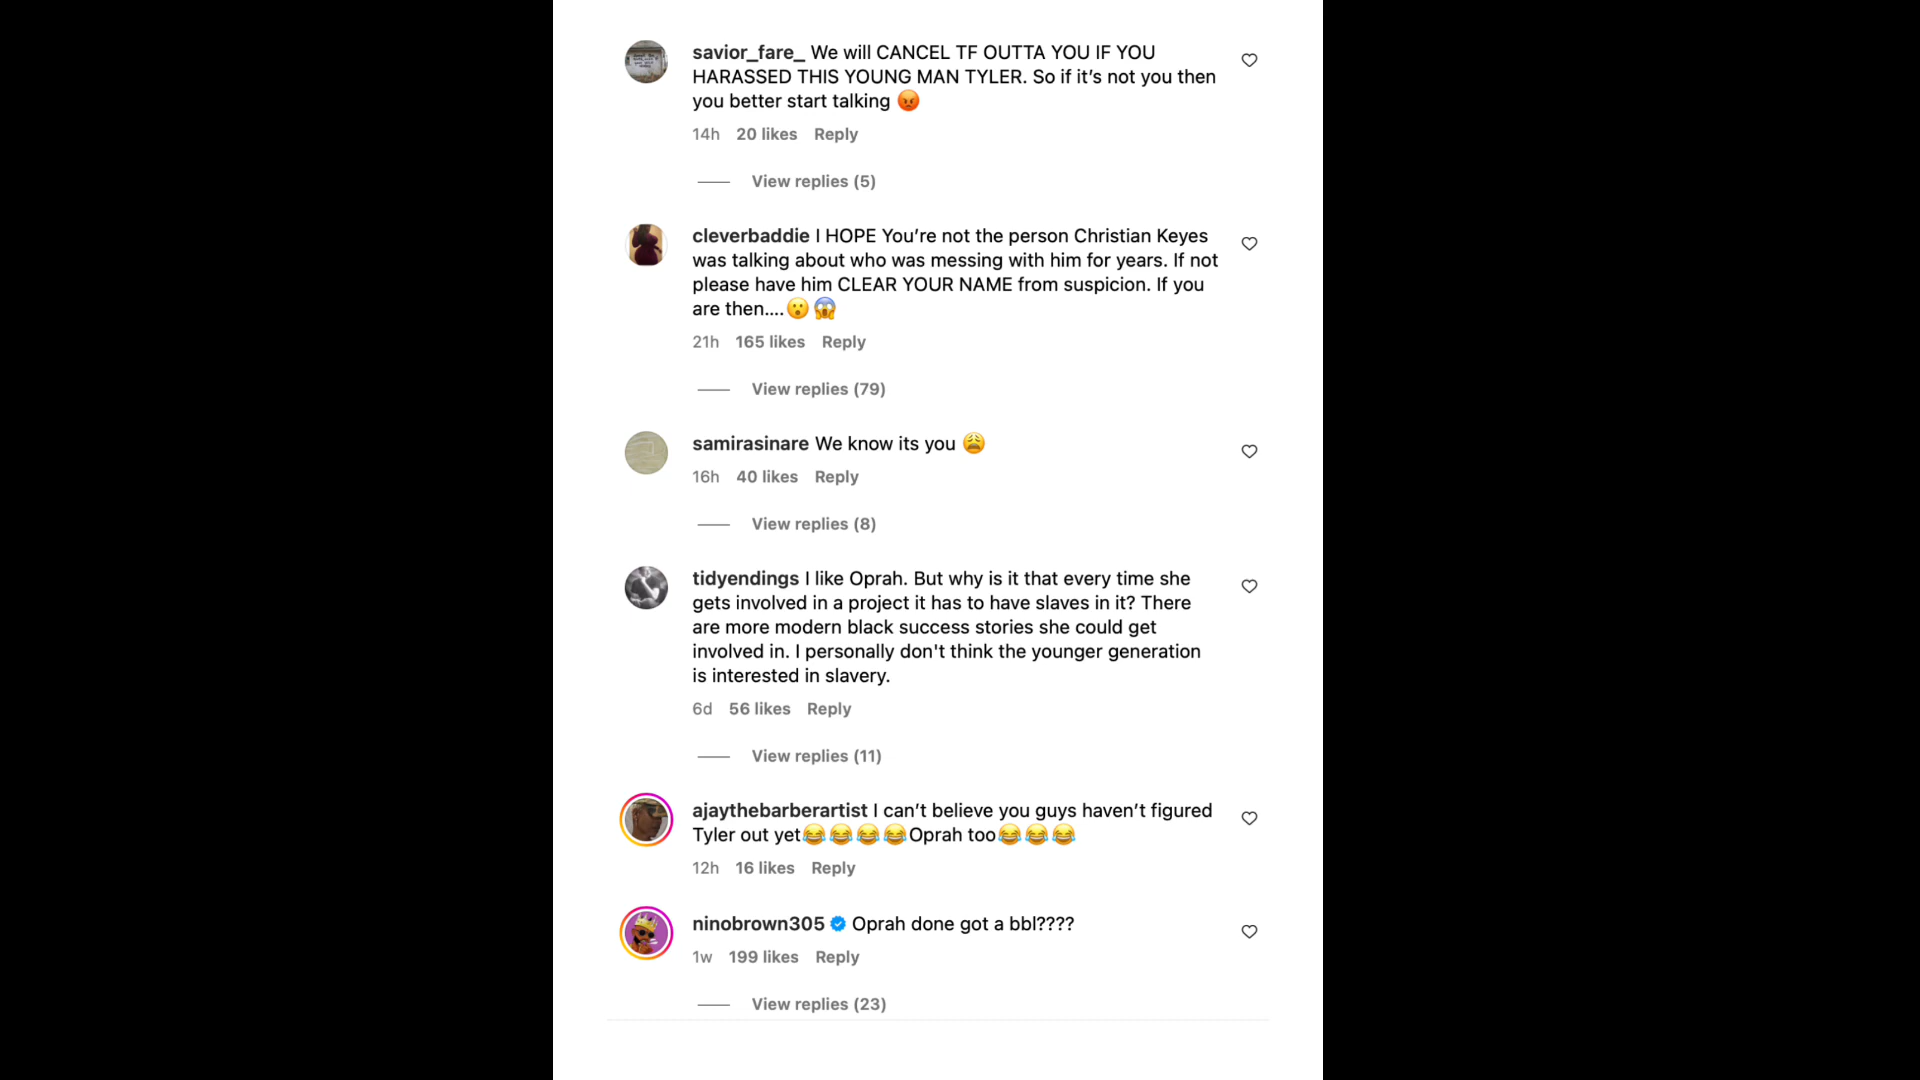 savior_fare_ We will CANCEL TF OUTTA YOU IF YOU
HARASSED THIS YOUNG MAN TYLER. So if it’s not you then
you better start talking 😡
14h 20 likes Reply
View replies (5)
cleverbaddie I HOPE You’re not the person Christian Keyes
was talking about who was messing with him for years. If not
please have him CLEAR YOUR NAME from suspicion. If you
are then....😮😱
21h 165 likes Reply
View replies (79)
samirasinare We know its you 😩
16h 40 likes Reply
View replies (8)
tidyendings I like Oprah. But why is it that every time she
gets involved in a project it has to have slaves in it? There
are more modern black success stories she could get
involved in. I personally don't think the younger generation
is interested in slavery.
6d 56 likes Reply
View replies (11)
ajaythebarberartist I can’t believe you guys haven’t figured
Tyler out yet😂😂😂😂Oprah too😂😂😂
12h 16 likes Reply
ninobrown305 Oprah done got a bbl????
1w 199 likes Reply
View replies (23)